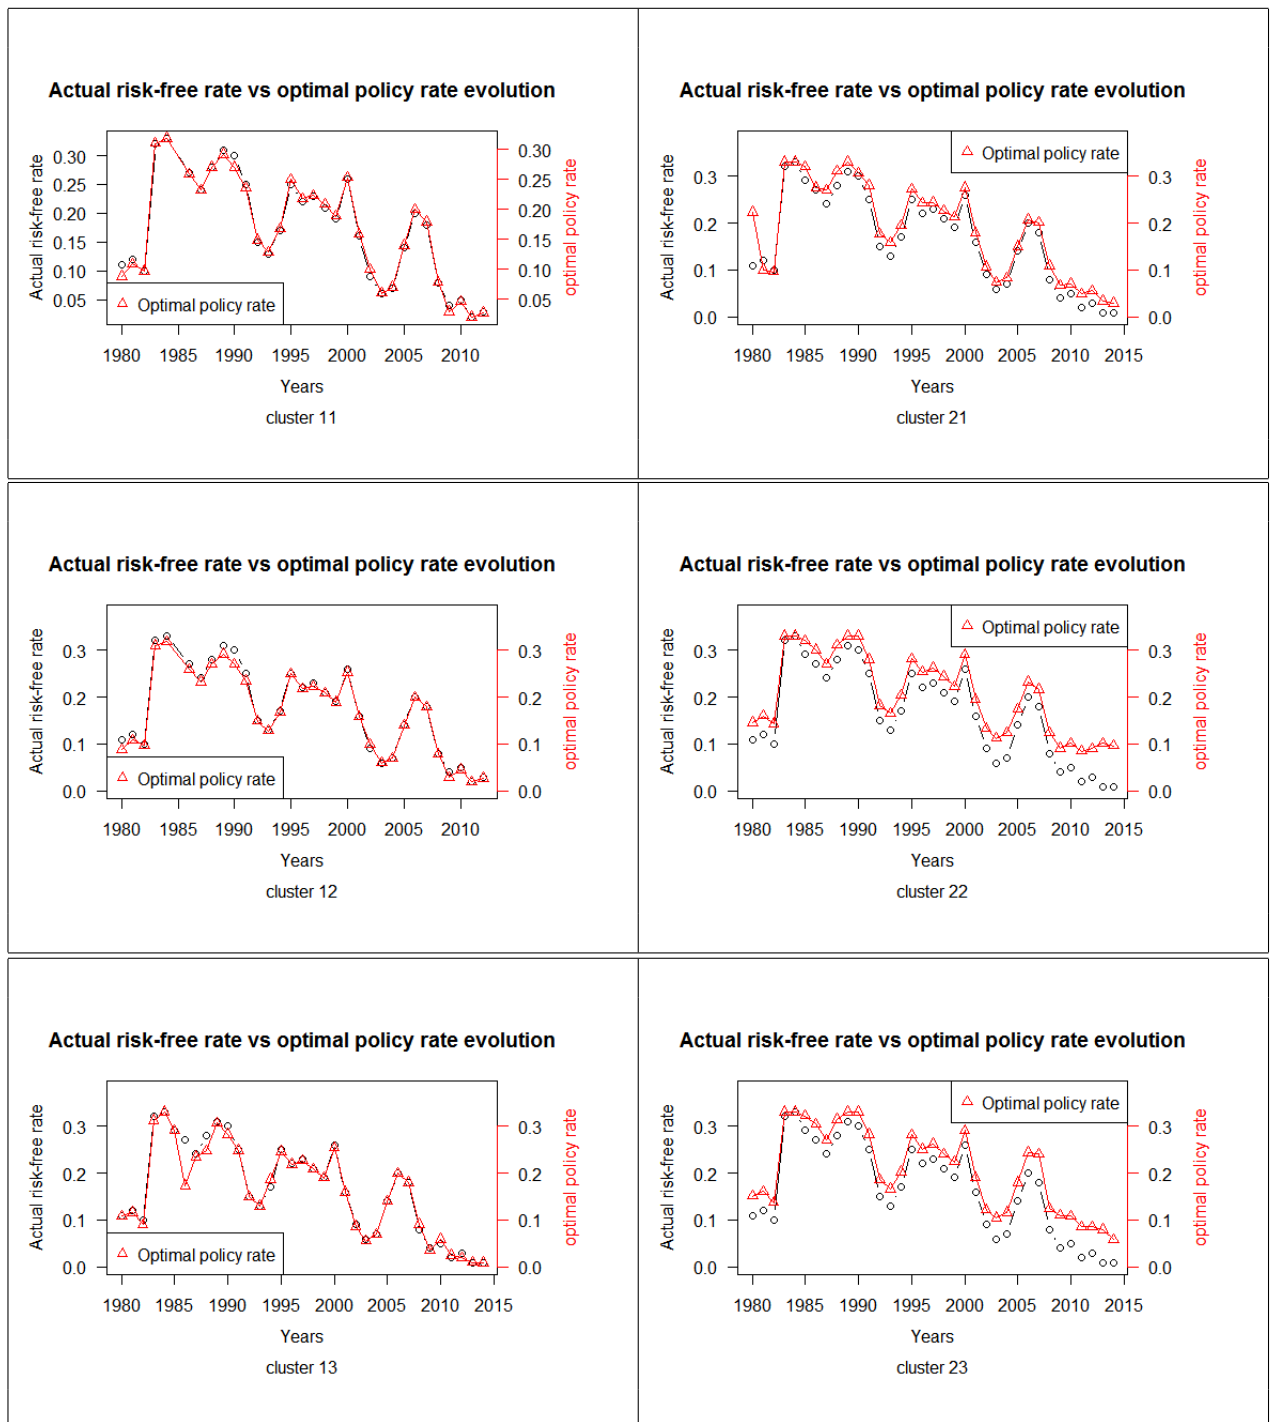 Actual risk-free rate vs optimal policy rate evolution
Actual risk-free rate
0.30
0.25
0.20
0.15
0.10
0.05
0.30
0.25
0.20
0.15
0.10
0.05
optimal policy rate
Optimal policy rate
1980 1985 1990 1995 2000 2005 2010
Years
cluster 11
Actual risk-free rate vs optimal policy rate evolution
Actual risk-free rate
0.3
0.2
0.1
0.0
Optimal policy rate
0.3
0.2
0.1
0.0
optimal policy rate
1980 1985 1990 1995 2000 2005 2010 2015
Years
cluster 21
Actual risk-free rate vs optimal policy rate evolution
Actual risk-free rate
0.3
0.2
0.1
0.0
0.3
0.2
0.1
0.0
optimal policy rate
Optimal policy rate
1980 1985 1990 1995 2000 2005 2010
Years
cluster 12
Actual risk-free rate vs optimal policy rate evolution
Actual risk-free rate
0.3
0.2
0.1
0.0
Optimal policy rate
0.3
0.2
0.1
0.0
optimal policy rate
1980 1985 1990 1995 2000 2005 2010 2015
Years
cluster 22
Actual risk-free rate vs optimal policy rate evolution
Actual risk-free rate
0.3
0.2
0.1
0.0
0.3
0.2
0.1
0.0
optimal policy rate
Optimal policy rate
1980 1985 1990 1995 2000 2005 2010 2015
Years
cluster 13
Actual risk-free rate vs optimal policy rate evolution
Actual risk-free rate
0.3
0.2
0.1
0.0
Optimal policy rate
0.3
0.2
0.1
0.0
optimal policy rate
1980 1985 1990 1995 2000 2005 2010 2015
Years
cluster 23